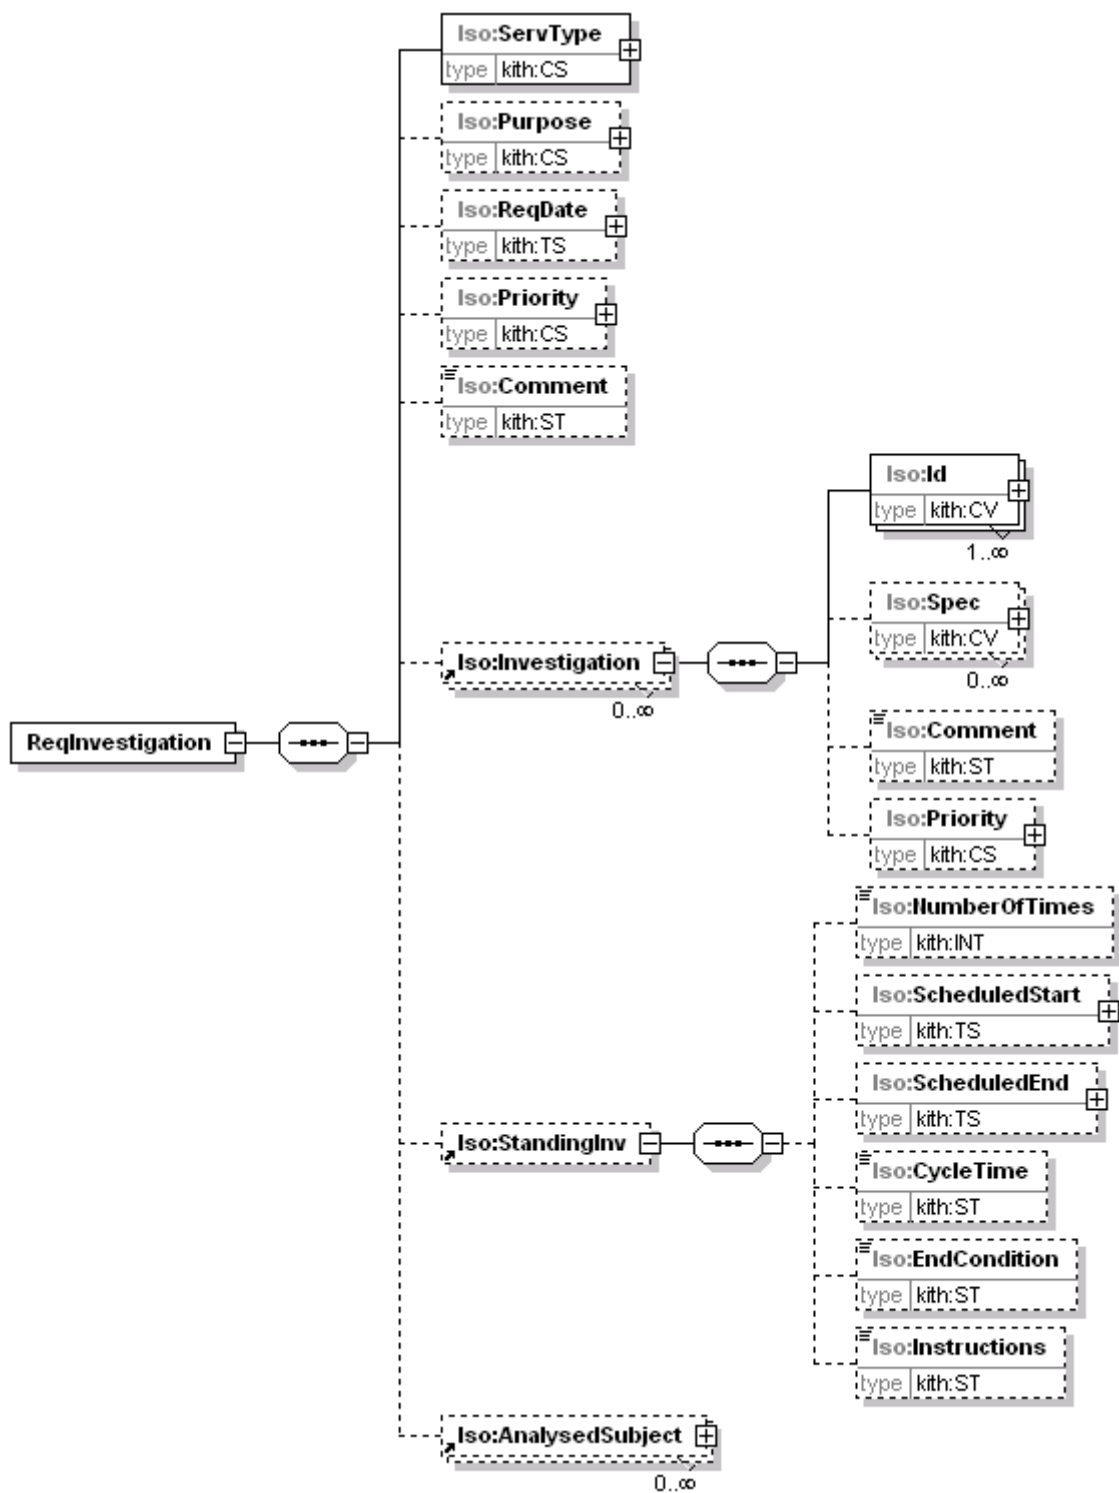 Iso:ServType
type kith:CS
Iso:Purpose
type kith:CS
Iso:ReqDate
type kith:TS
Iso:Priority
type kith:CS
Iso:Comment
type kith:ST
Iso:Id
type kith:CV
1..∞
Iso:Spec
type kith:CV
0..∞
Iso:Investigation
0..∞
Iso:Comment
type kith:ST
ReqInvestigation
Iso:Priority
type kith:CS
Iso:NumberOfTimes
type kith:INT
Iso:ScheduledStart
type kith:TS
Iso:ScheduledEnd
type kith:TS
Iso:StandingInv
Iso:CycleTime
type kith:ST
Iso:EndCondition
type kith:ST
Iso:Instructions
type kith:ST
Iso:AnalysedSubject
0..∞